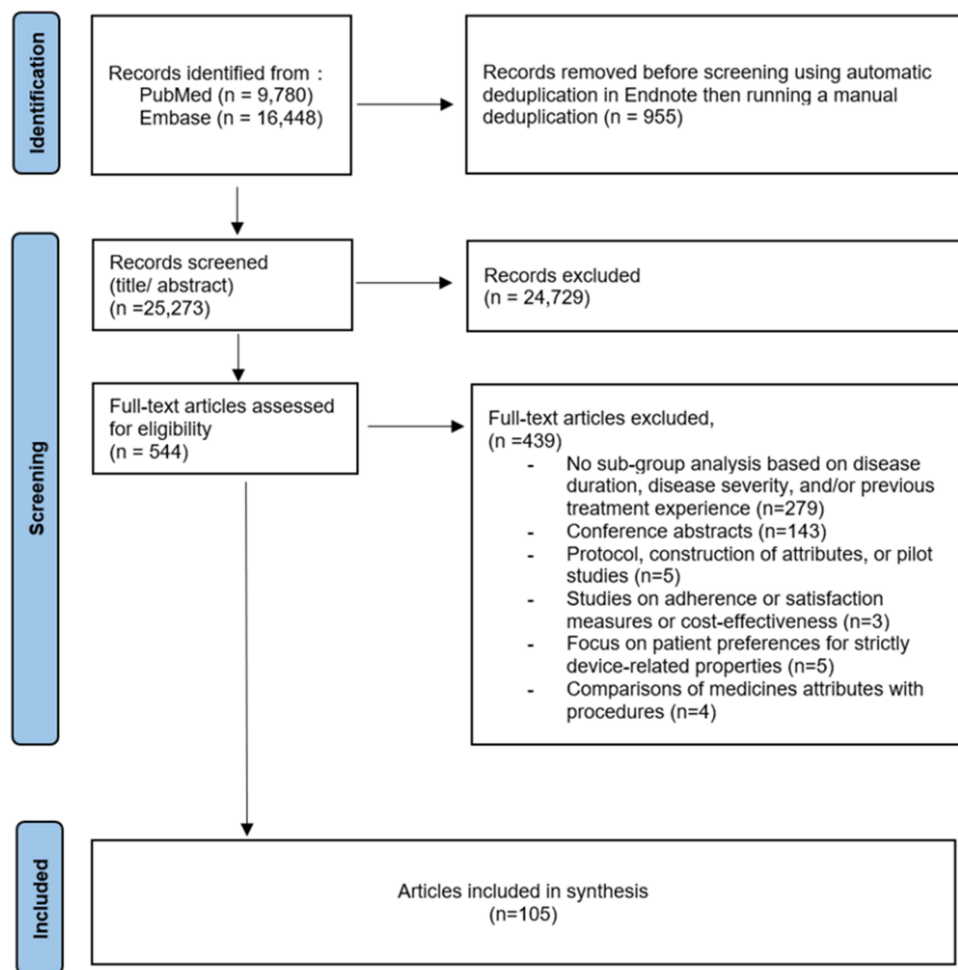 Identification
Records identified from :
PubMed (n = 9,780)
Embase (n = 16,448)
Records removed before screening using automatic
deduplication in Endnote then running a manual
deduplication (n = 955)
Screening
Records screened
(title/ abstract)
(n =25,273)
Records excluded
(n = 24,729)
Full-text articles assessed
for eligibility
(n = 544)
Full-text articles excluded,
(n =439)
- No sub-group analysis based on disease
duration, disease severity, and/or previous
treatment experience (n=279)
- Conference abstracts (n=143)
- Protocol, construction of attributes, or pilot
studies (n=5)
- Studies on adherence or satisfaction
measures or cost-effectiveness (n=3)
- Focus on patient preferences for strictly
device-related properties (n=5)
- Comparisons of medicines attributes with
procedures (n=4)
Included
Articles included in synthesis
(n=105)